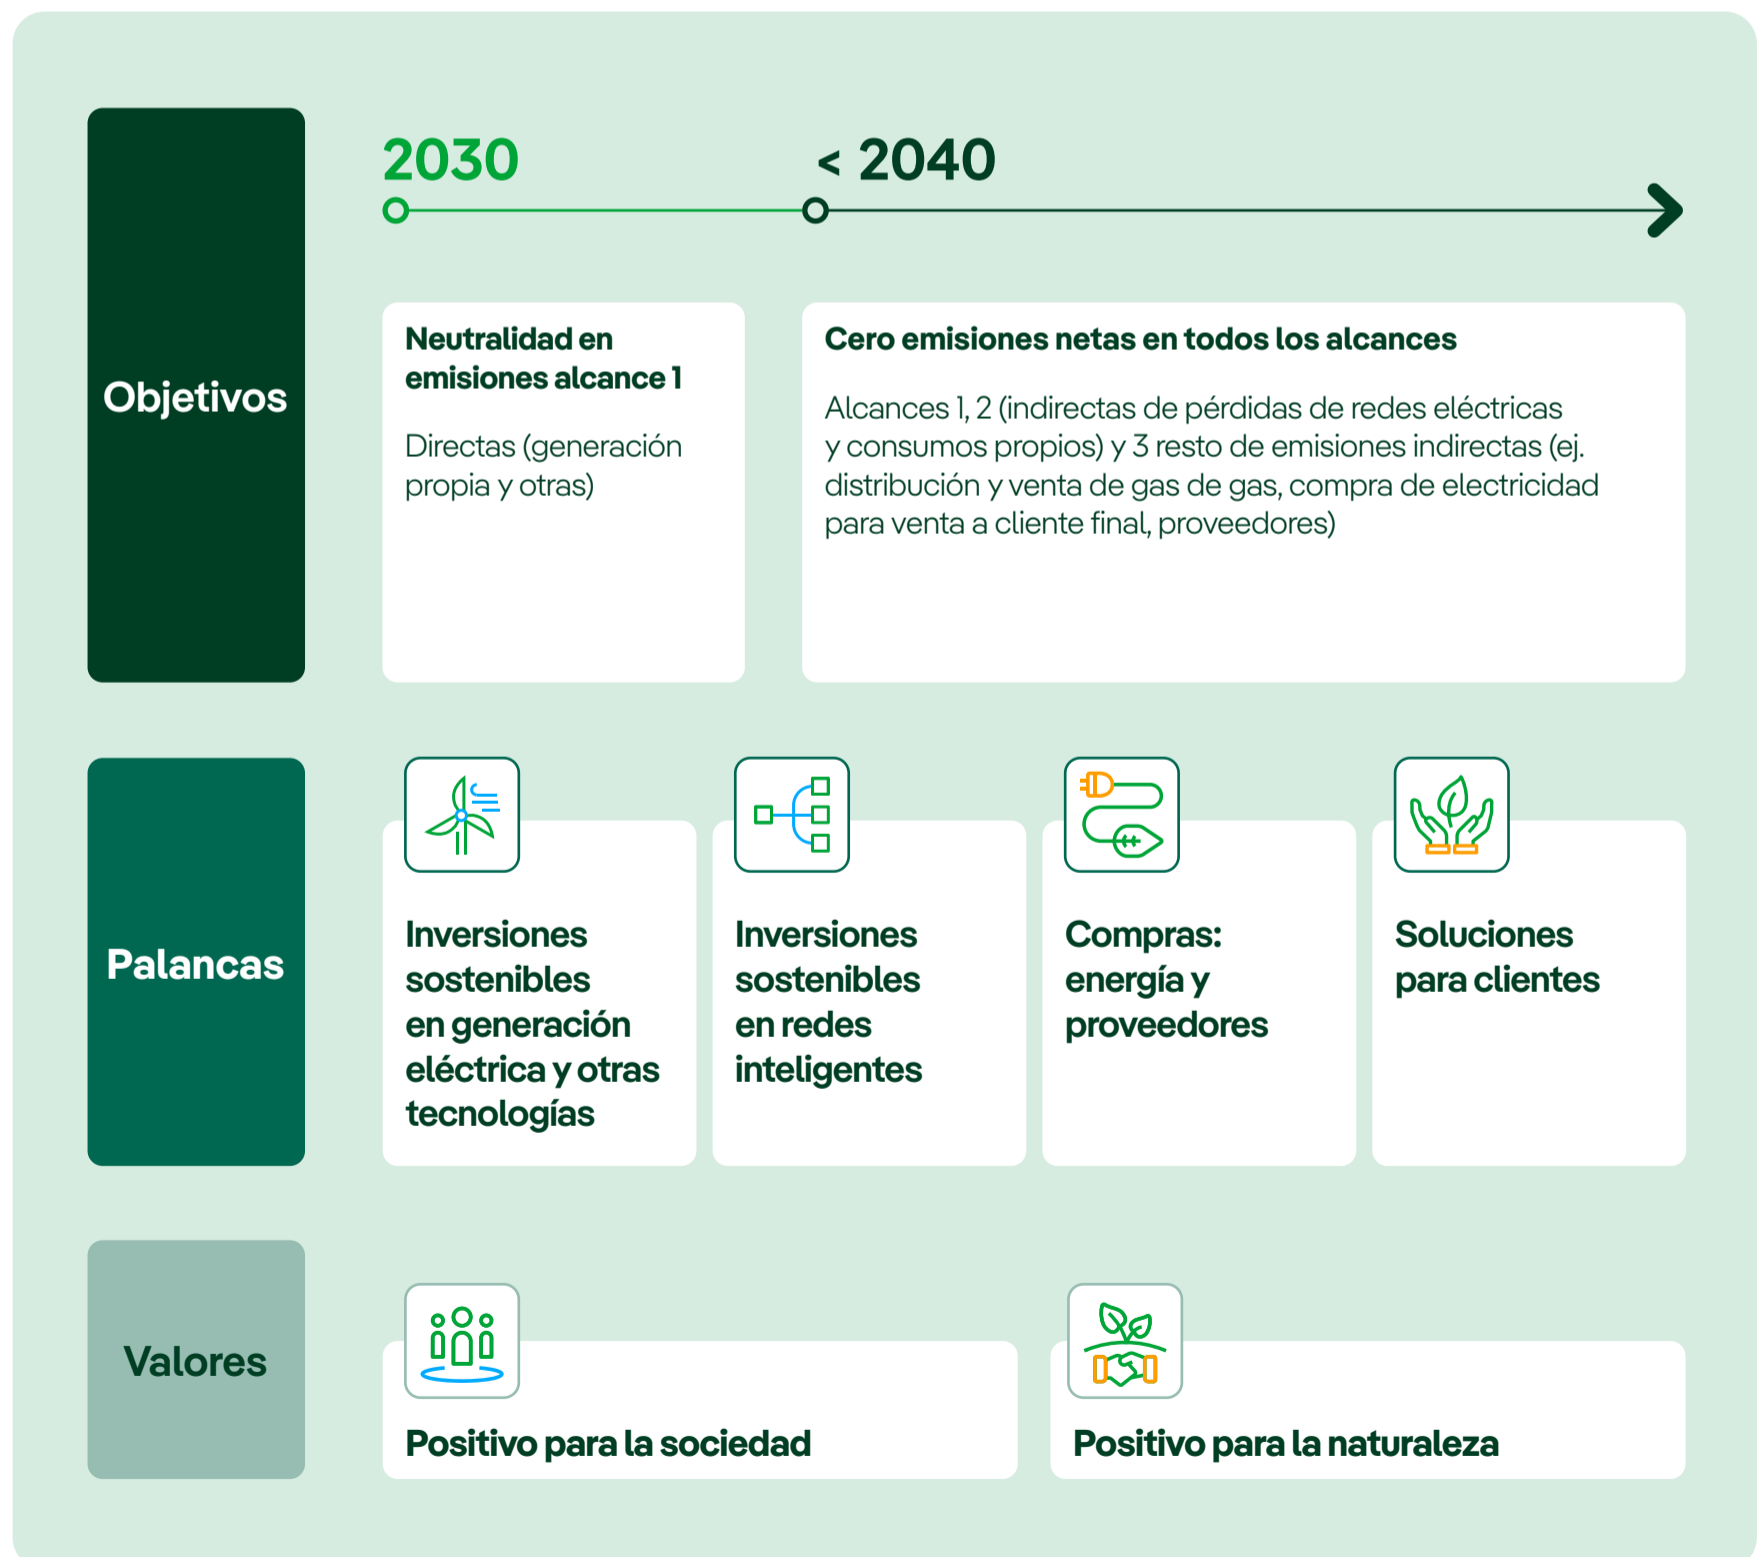 Objetivos
2030
< 2040
Neutralidad en
emisiones alcance 1
Directas (generación
propia y otras)
Cero emisiones netas en todos los alcances
Alcances 1, 2 (indirectas de pérdidas de redes eléctricas
y consumos propios) y 3 resto de emisiones indirectas (ej.
distribución y venta de gas de gas, compra de electricidad
para venta a cliente final, proveedores)
Palancas
Inversiones
sostenibles
en generación
eléctrica y otras
tecnologías
Inversiones
sostenibles
en redes
inteligentes
Compras:
energía y
proveedores
Soluciones
para clientes
Valores
Positivo para la sociedad
Positivo para la naturaleza